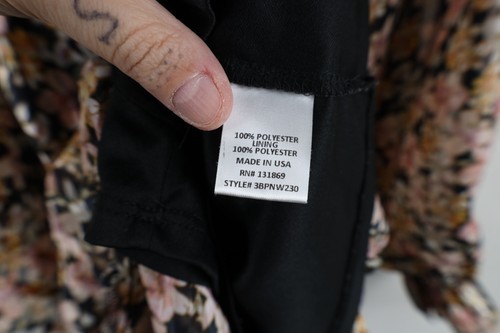 100% POLYESTER
LINING
100% POLYESTER
MADE IN USA
RN# 131869
STYLE# 3BPNW230